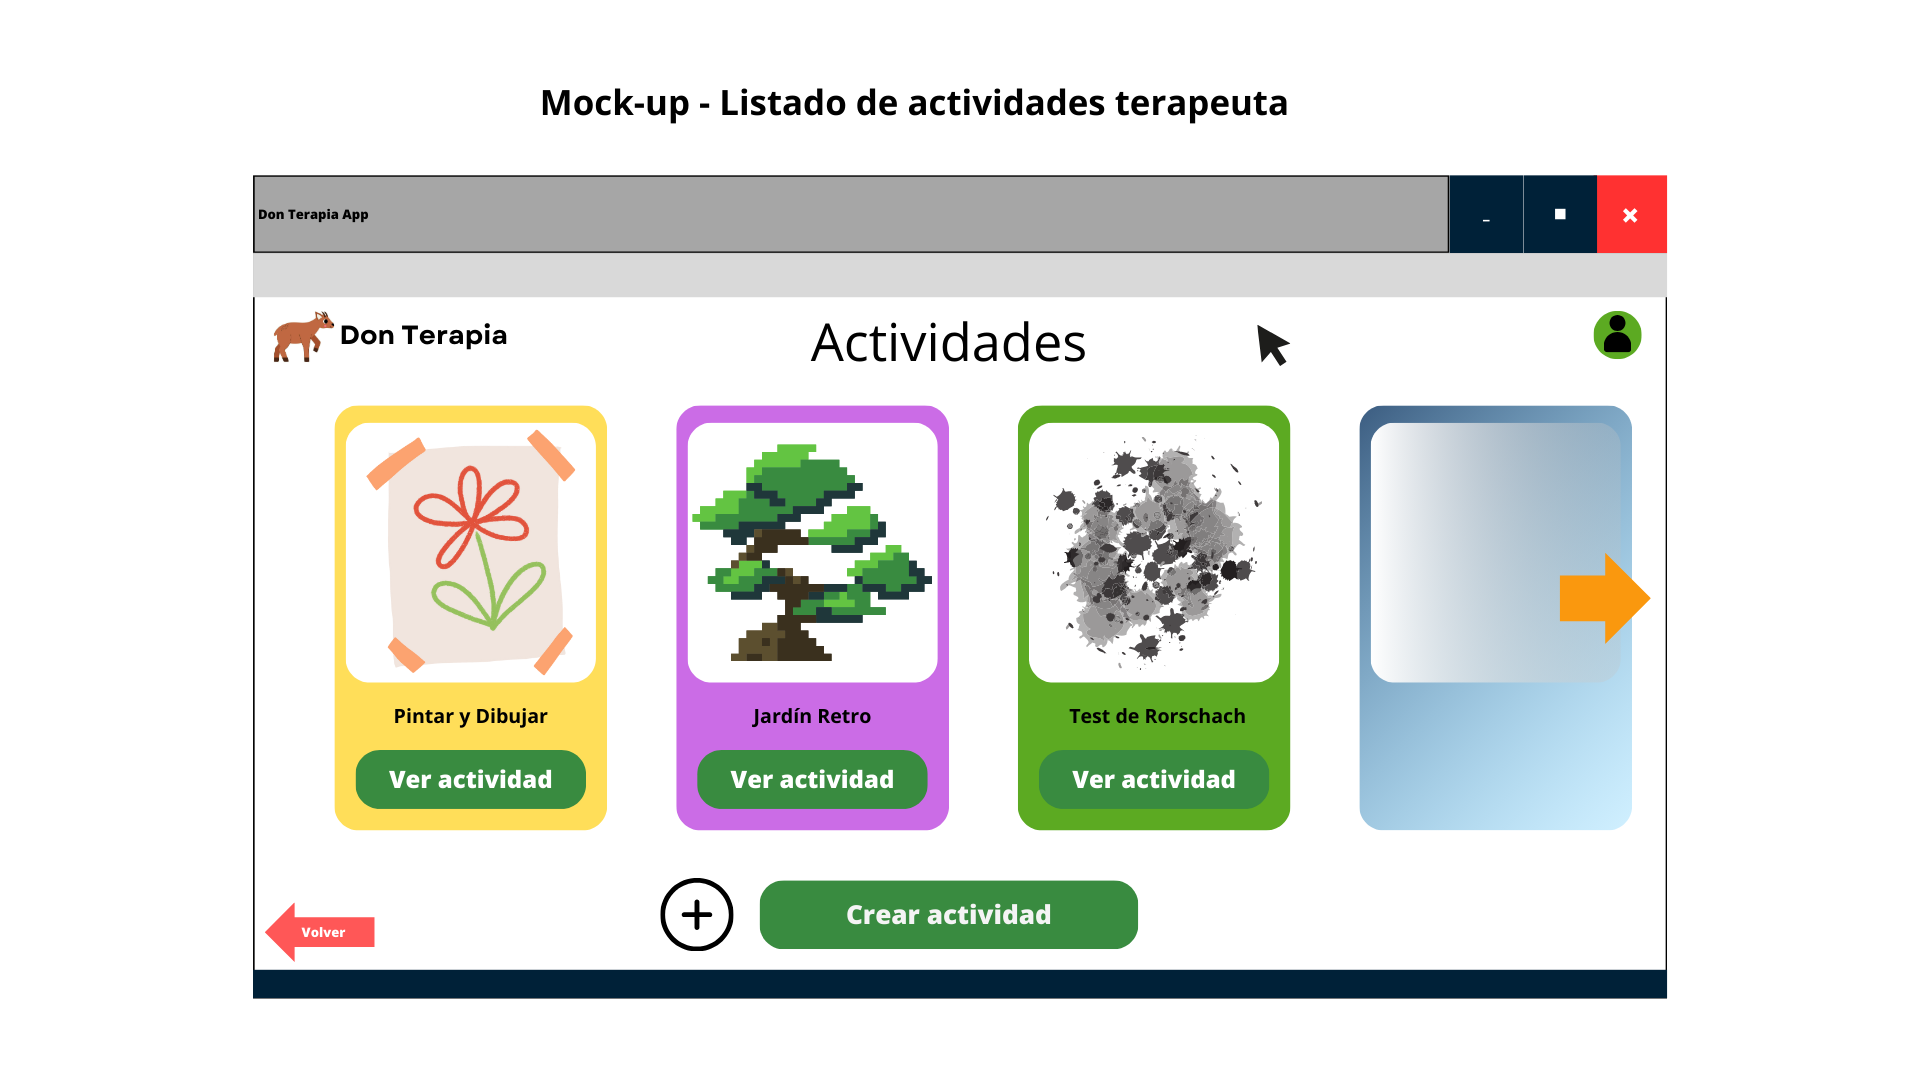 Mock-up - Listado de actividades terapeuta
Don Terapia App
Don Terapia
Actividades
Pintar y Dibujar
Jardín Retro
Test de Rorschach
Ver actividad
Ver actividad
Ver actividad
Volver
Crear actividad